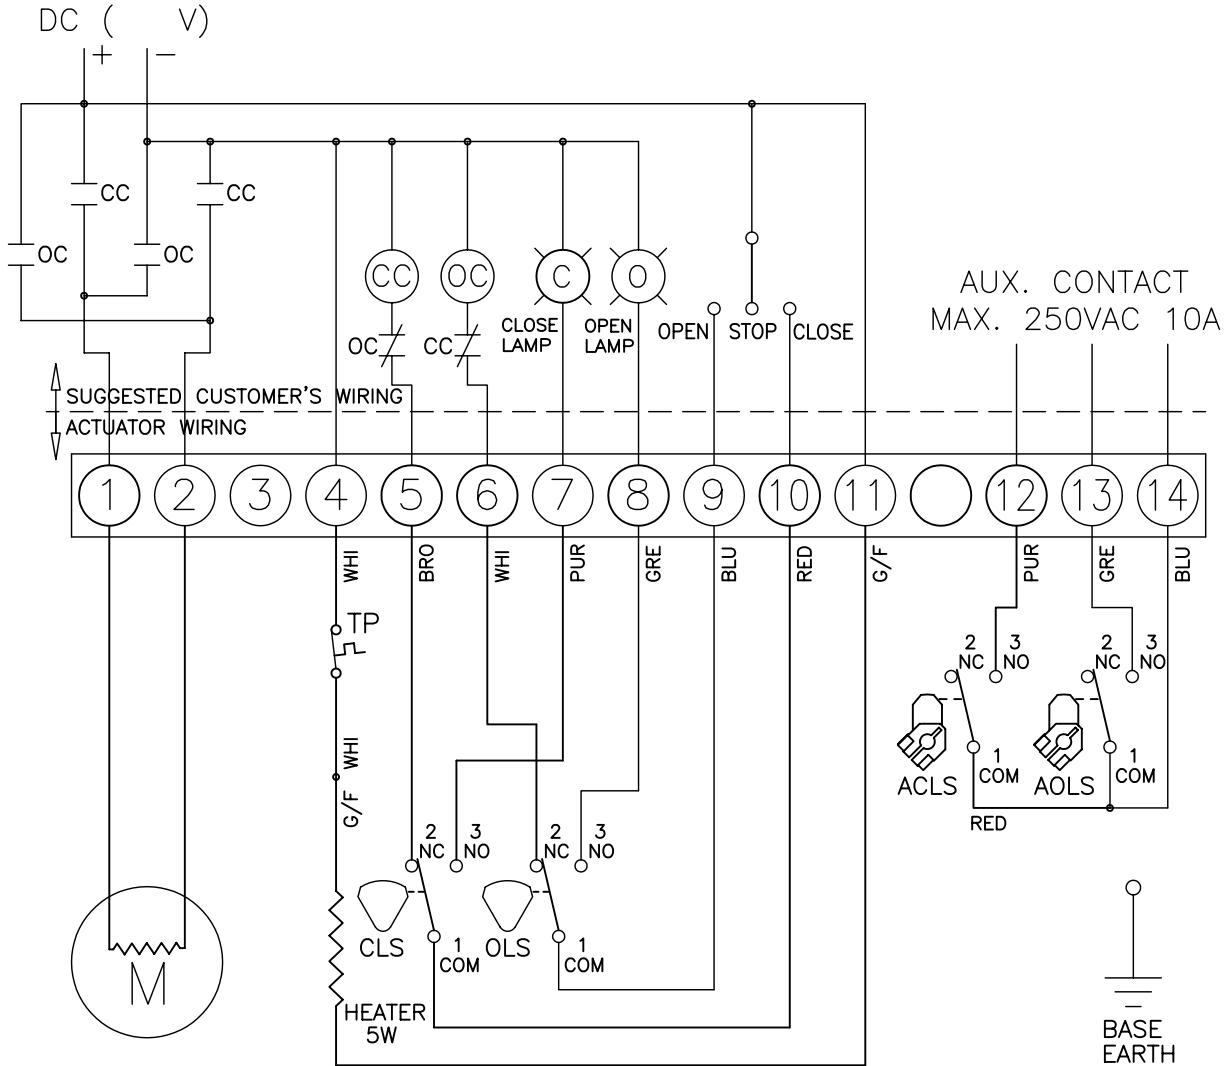 DC ( V)
+ −
CC CC
OC OC
CC OC C O
OC CC
CLOSE LAMP
OPEN LAMP
OPEN STOP CLOSE
AUX. CONTACT
MAX. 250VAC 10A
SUGGESTED CUSTOMER'S WIRING
ACTUATOR WIRING
1 2 3 4 5 6 7 8 9 10 11 12 13 14
WHI BRO WHI PUR GRE BLU RED G/F PUR GRE BLU
TP
2 NC 3 NO
2 NC 3 NO
WHI
G/F
ACLS
1 COM
AOLS
1 COM
RED
2 NC 3 NO
2 NC 3 NO
CLS
1 COM
OLS
1 COM
M
HEATER
5W
BASE
EARTH